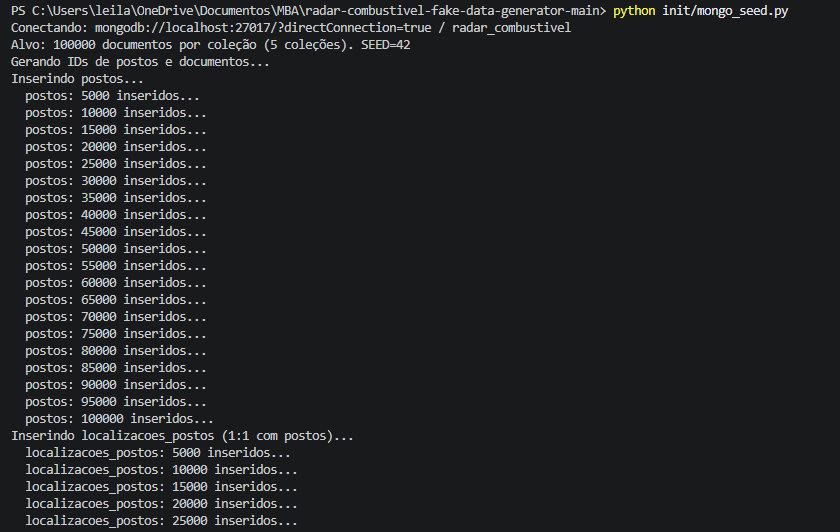 PS C:\Users\leila\OneDrive\Documentos\MBA\radar-combustivel-fake-data-generator-main> python init/mongo_seed.py
Conectando: mongodb://localhost:27017/?directConnection=true / radar_combustivel
Alvo: 100000 documentos por coleção (5 coleções). SEED=42
Gerando IDs de postos e documentos...
Inserindo postos...
  postos: 5000 inseridos...
  postos: 10000 inseridos...
  postos: 15000 inseridos...
  postos: 20000 inseridos...
  postos: 25000 inseridos...
  postos: 30000 inseridos...
  postos: 35000 inseridos...
  postos: 40000 inseridos...
  postos: 45000 inseridos...
  postos: 50000 inseridos...
  postos: 55000 inseridos...
  postos: 60000 inseridos...
  postos: 65000 inseridos...
  postos: 70000 inseridos...
  postos: 75000 inseridos...
  postos: 80000 inseridos...
  postos: 85000 inseridos...
  postos: 90000 inseridos...
  postos: 95000 inseridos...
  postos: 100000 inseridos...
Inserindo localizacoes_postos (1:1 com postos)...
  localizacoes_postos: 5000 inseridos...
  localizacoes_postos: 10000 inseridos...
  localizacoes_postos: 15000 inseridos...
  localizacoes_postos: 20000 inseridos...
  localizacoes_postos: 25000 inseridos...